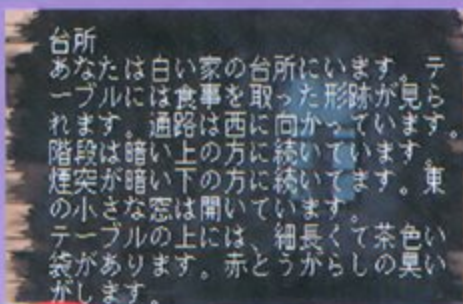 台所
あなたは白い家の台所にいます。テ
ーブルには食事を取った形跡が見ら
れます。通路は西に向かっています。
階段は暗い上の方に続いています。
煙突が暗い下の方に続いてます。東
の小さな窓は開いています。
テーブルの上には、細長くて茶色い
袋があります。赤とうがらしの臭い
がします。